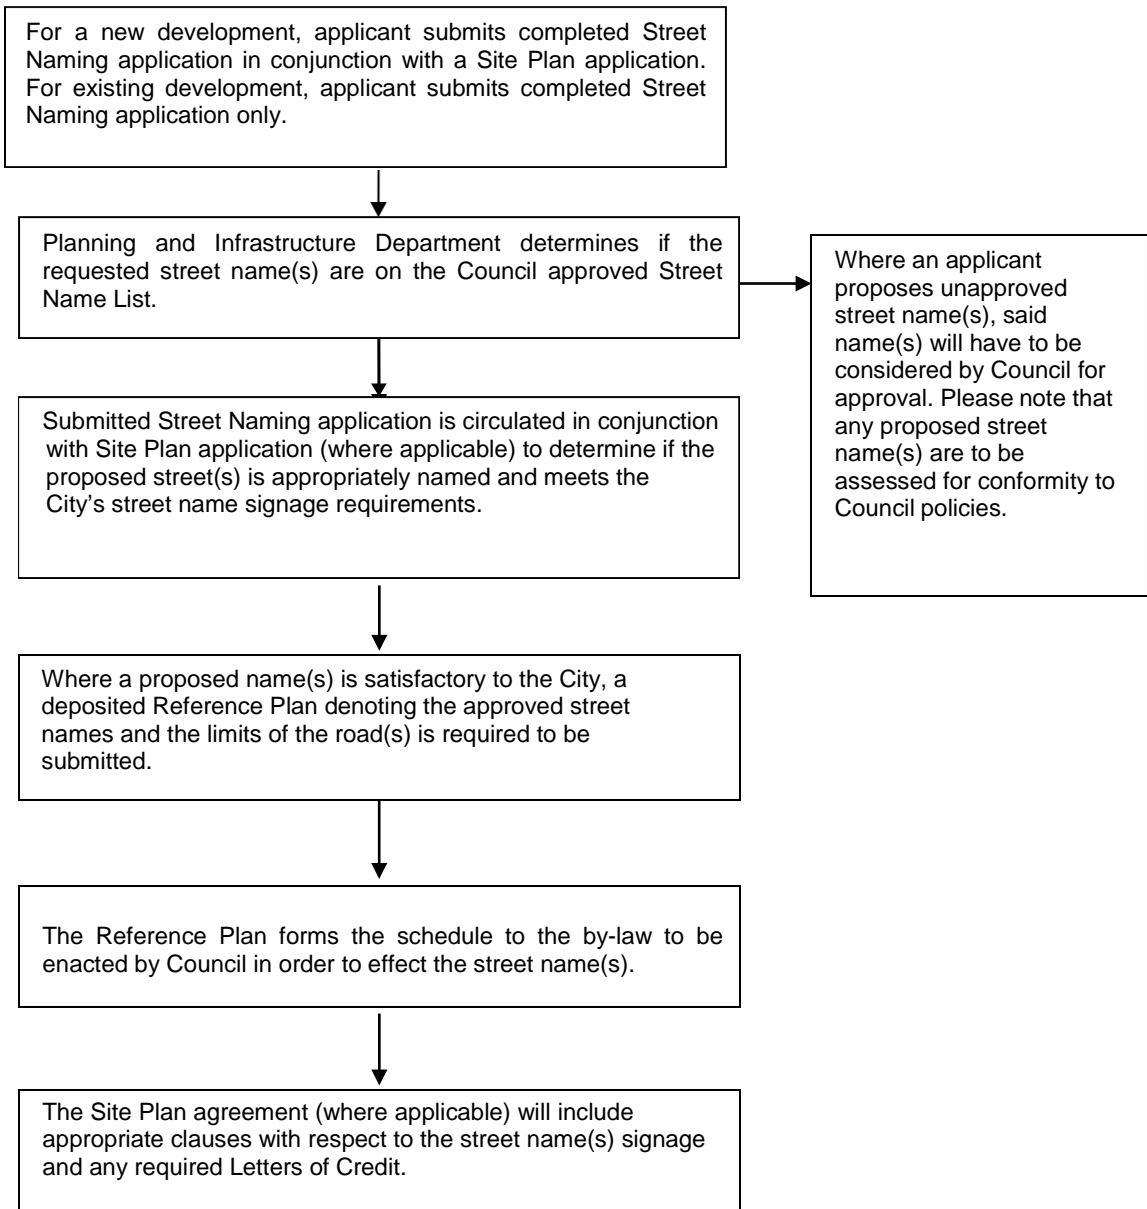 For a new development, applicant submits completed Street
Naming application in conjunction with a Site Plan application.
For existing development, applicant submits completed Street
Naming application only.
Planning and Infrastructure Department determines if the
requested street name(s) are on the Council approved Street
Name List.
Where an applicant
proposes unapproved
street name(s), said
name(s) will have to be
considered by Council for
approval. Please note that
any proposed street
name(s) are to be
assessed for conformity to
Council policies.
Submitted Street Naming application is circulated in conjunction
with Site Plan application (where applicable) to determine if the
proposed street(s) is appropriately named and meets the
City’s street name signage requirements.
Where a proposed name(s) is satisfactory to the City, a
deposited Reference Plan denoting the approved street
names and the limits of the road(s) is required to be
submitted.
The Reference Plan forms the schedule to the by-law to be
enacted by Council in order to effect the street name(s).
The Site Plan agreement (where applicable) will include
appropriate clauses with respect to the street name(s) signage
and any required Letters of Credit.